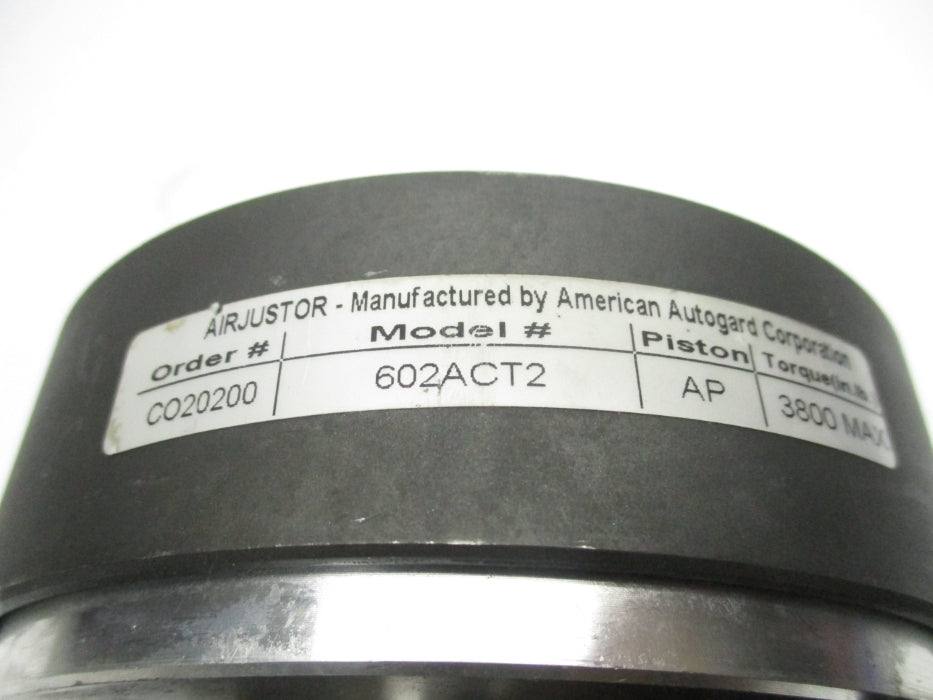 AIRJUSTOR - Manufactured by American Autogard Corporation
Order # Model # Piston Torque(in.lb.
CO20200 602ACT2 AP 3800 MAX